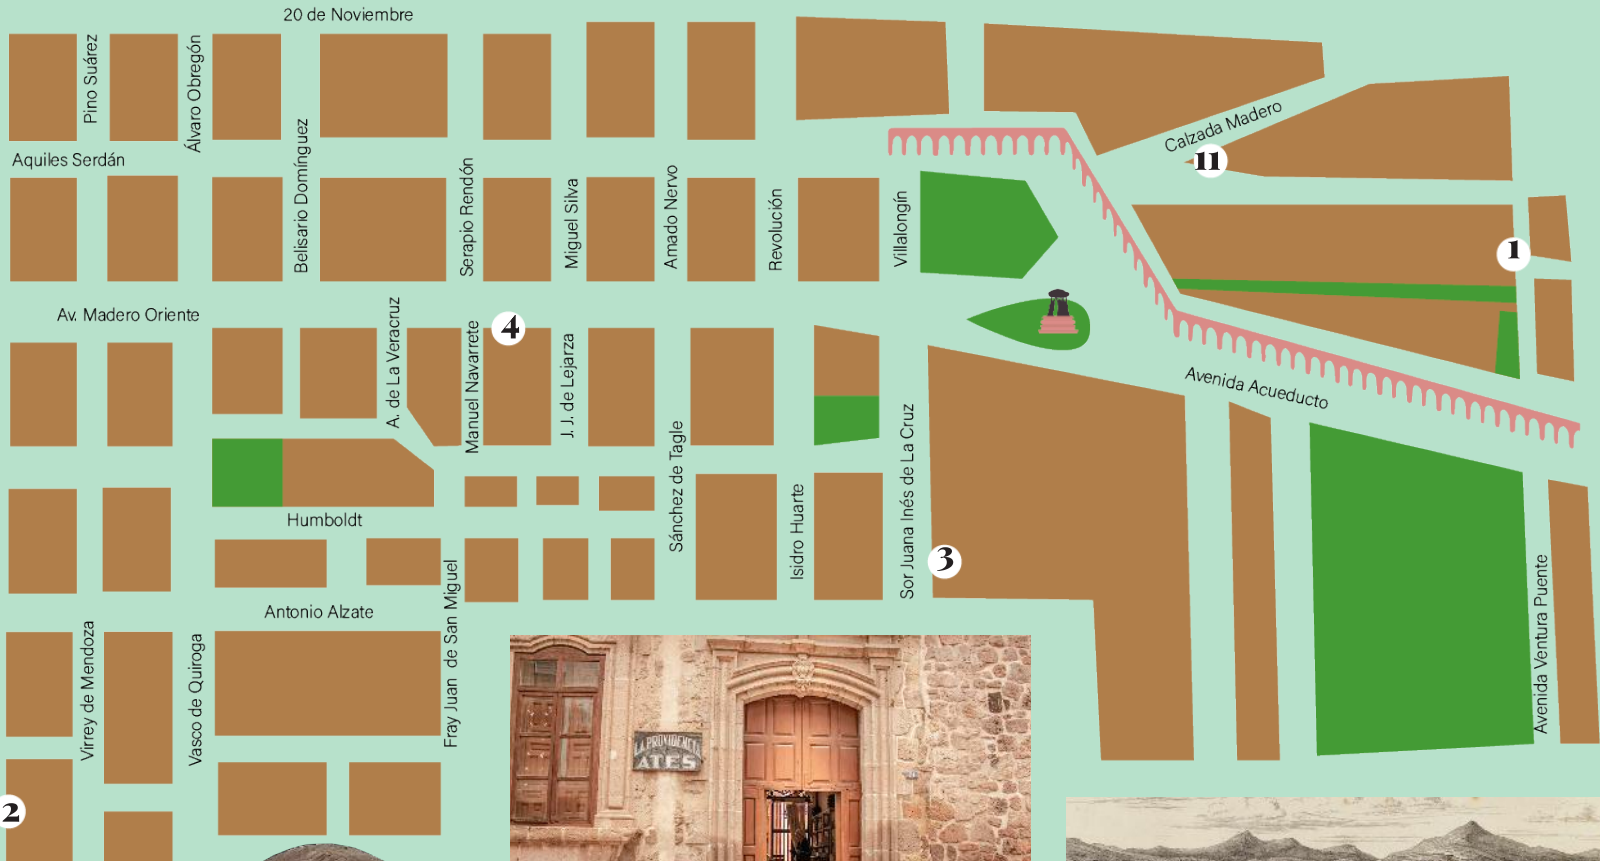 20 de Noviembre
Pino Suárez
Álvaro Obregón
Calzada Madero
11
Aquiles Serdán
Belisario Domínguez
Serapio Rendón
Miguel Silva
Amado Nervo
Revolución
Villalongín
1
Av. Madero Oriente
A. de La Veracruz
Manuel Navarrete
4
J. J. de Lejarza
Avenida Acueducto
Sánchez de Tagle
Isidro Huarte
Sor Juana Inés de La Cruz
3
Humboldt
Antonio Alzate
Fray Juan de San Miguel
Avenida Ventura Puente
Virrey de Mendoza
Vasco de Quiroga
LA PROVIDENCIA
ATES
2